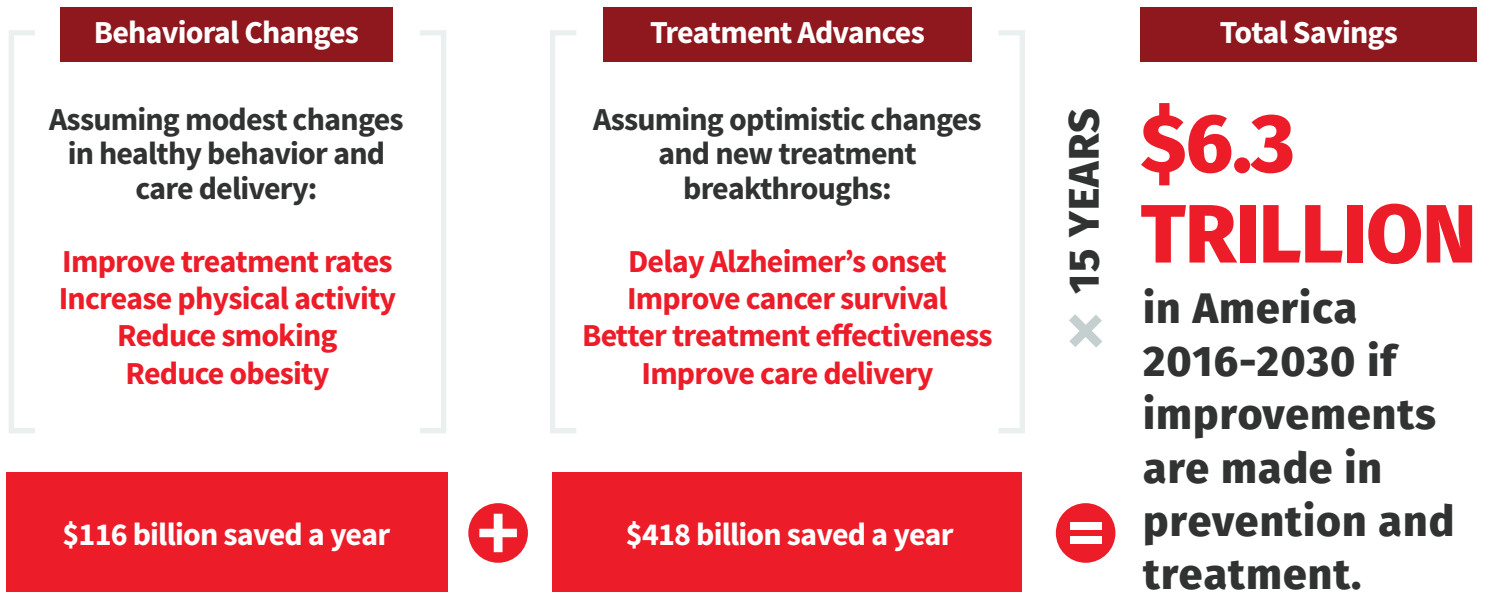 Behavioral Changes
Assuming modest changes
in healthy behavior and
care delivery:
Improve treatment rates
Increase physical activity
Reduce smoking
Reduce obesity
$116 billion saved a year
+
Treatment Advances
Assuming optimistic changes
and new treatment
breakthroughs:
Delay Alzheimer’s onset
Improve cancer survival
Better treatment effectiveness
Improve care delivery
$418 billion saved a year
× 15 YEARS
=
Total Savings
$6.3
TRILLION
in America
2016-2030 if
improvements
are made in
prevention and
treatment.